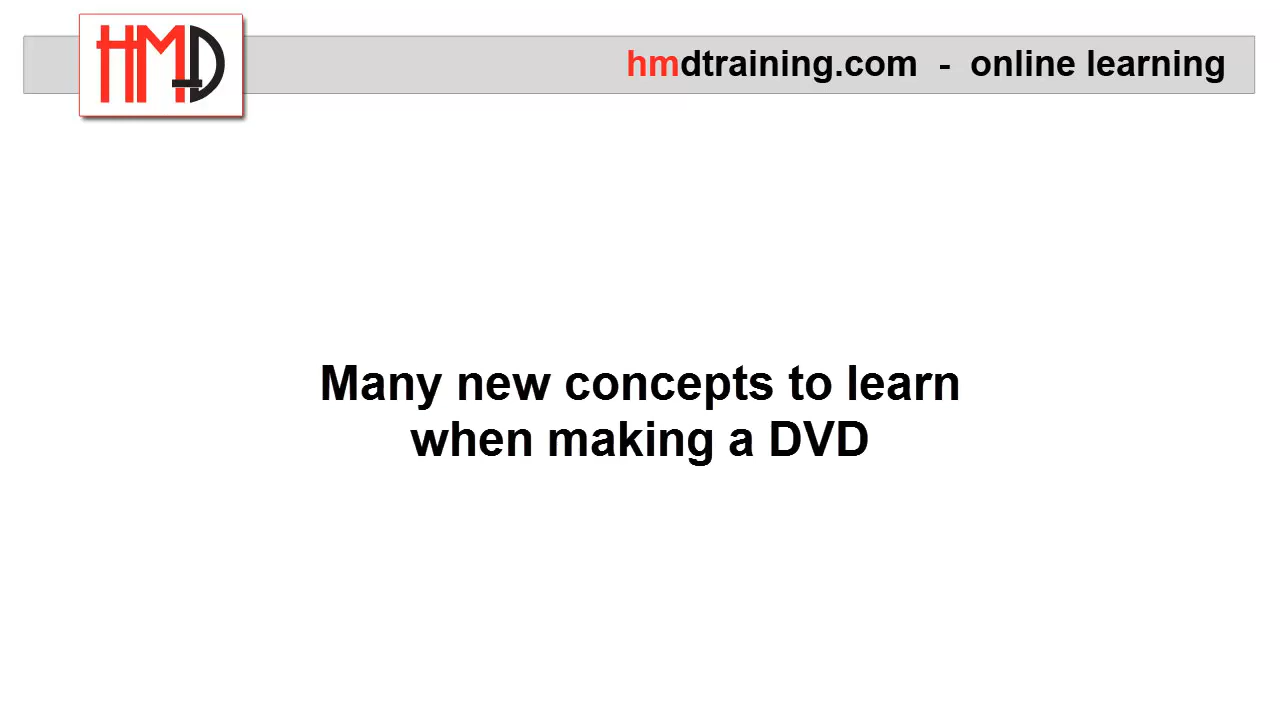 HMD
hmdtraining.com - online learning
Many new concepts to learn
when making a DVD